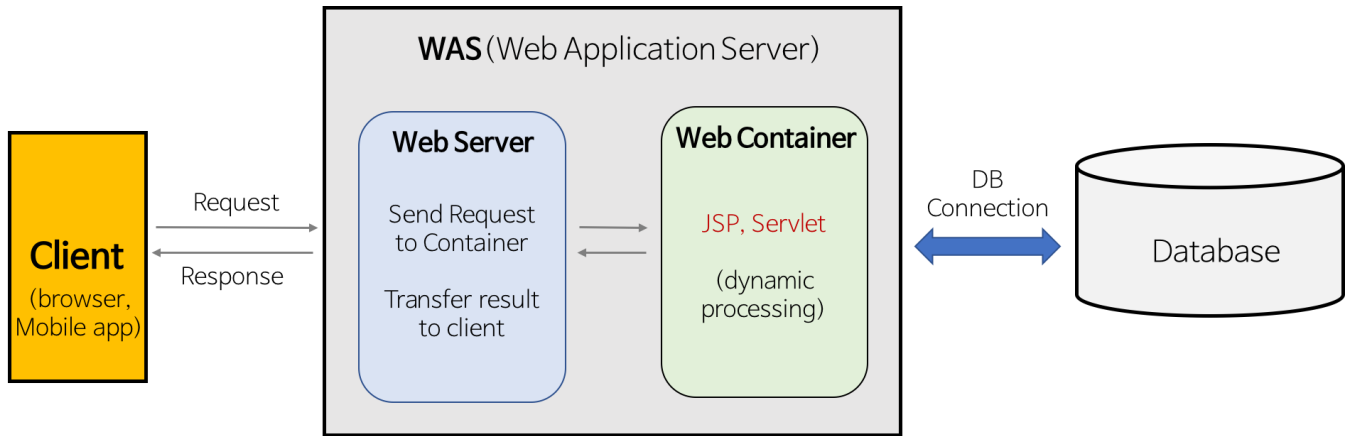 WAS(Web Application Server)
Client
(browser,
Mobile app)
Request
Response
Web Server
Send Request
to Container
Transfer result
to client
Web Container
JSP, Servlet
(dynamic
processing)
DB
Connection
Database